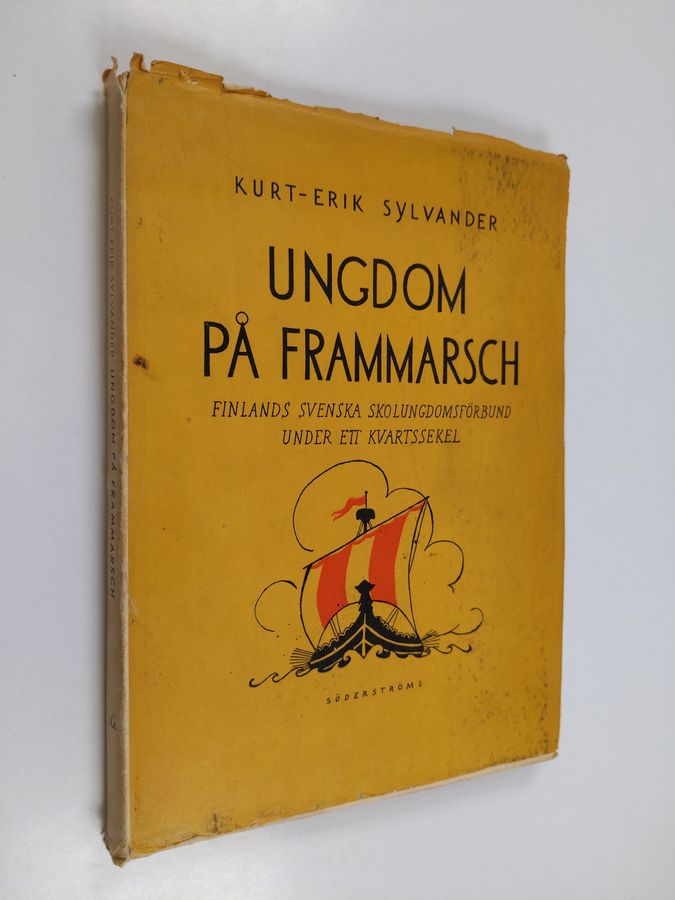 KURT-ERIK SYLVANDER
UNGDOM
PÅ FRAMMARSCH
FINLANDS SVENSKA SKOLUNGDOMSFÖRBUND
UNDER ETT KVARTSSEKEL
SÖDERSTRÖMS
KURT-ERIK SYLVANDER UNGDOM PÅ FRAMMARSCH